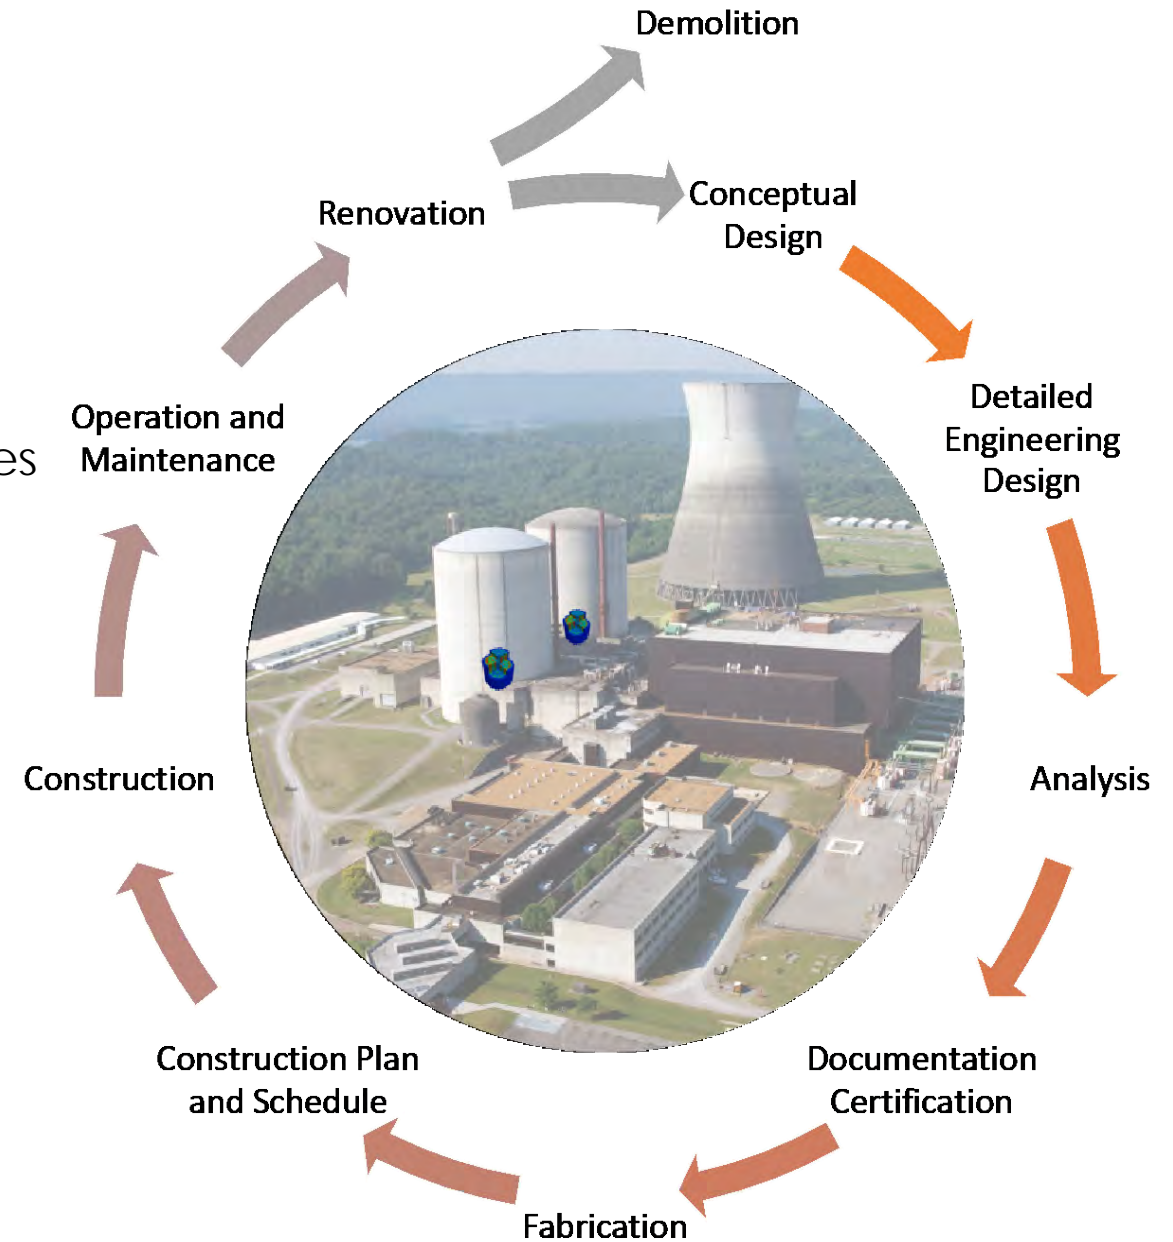 Demolition
Conceptual
Design
Renovation
Detailed
Engineering
Design
Operation and
Maintenance
es
Analysis
Construction
Documentation
Certification
Construction Plan
and Schedule
Fabrication